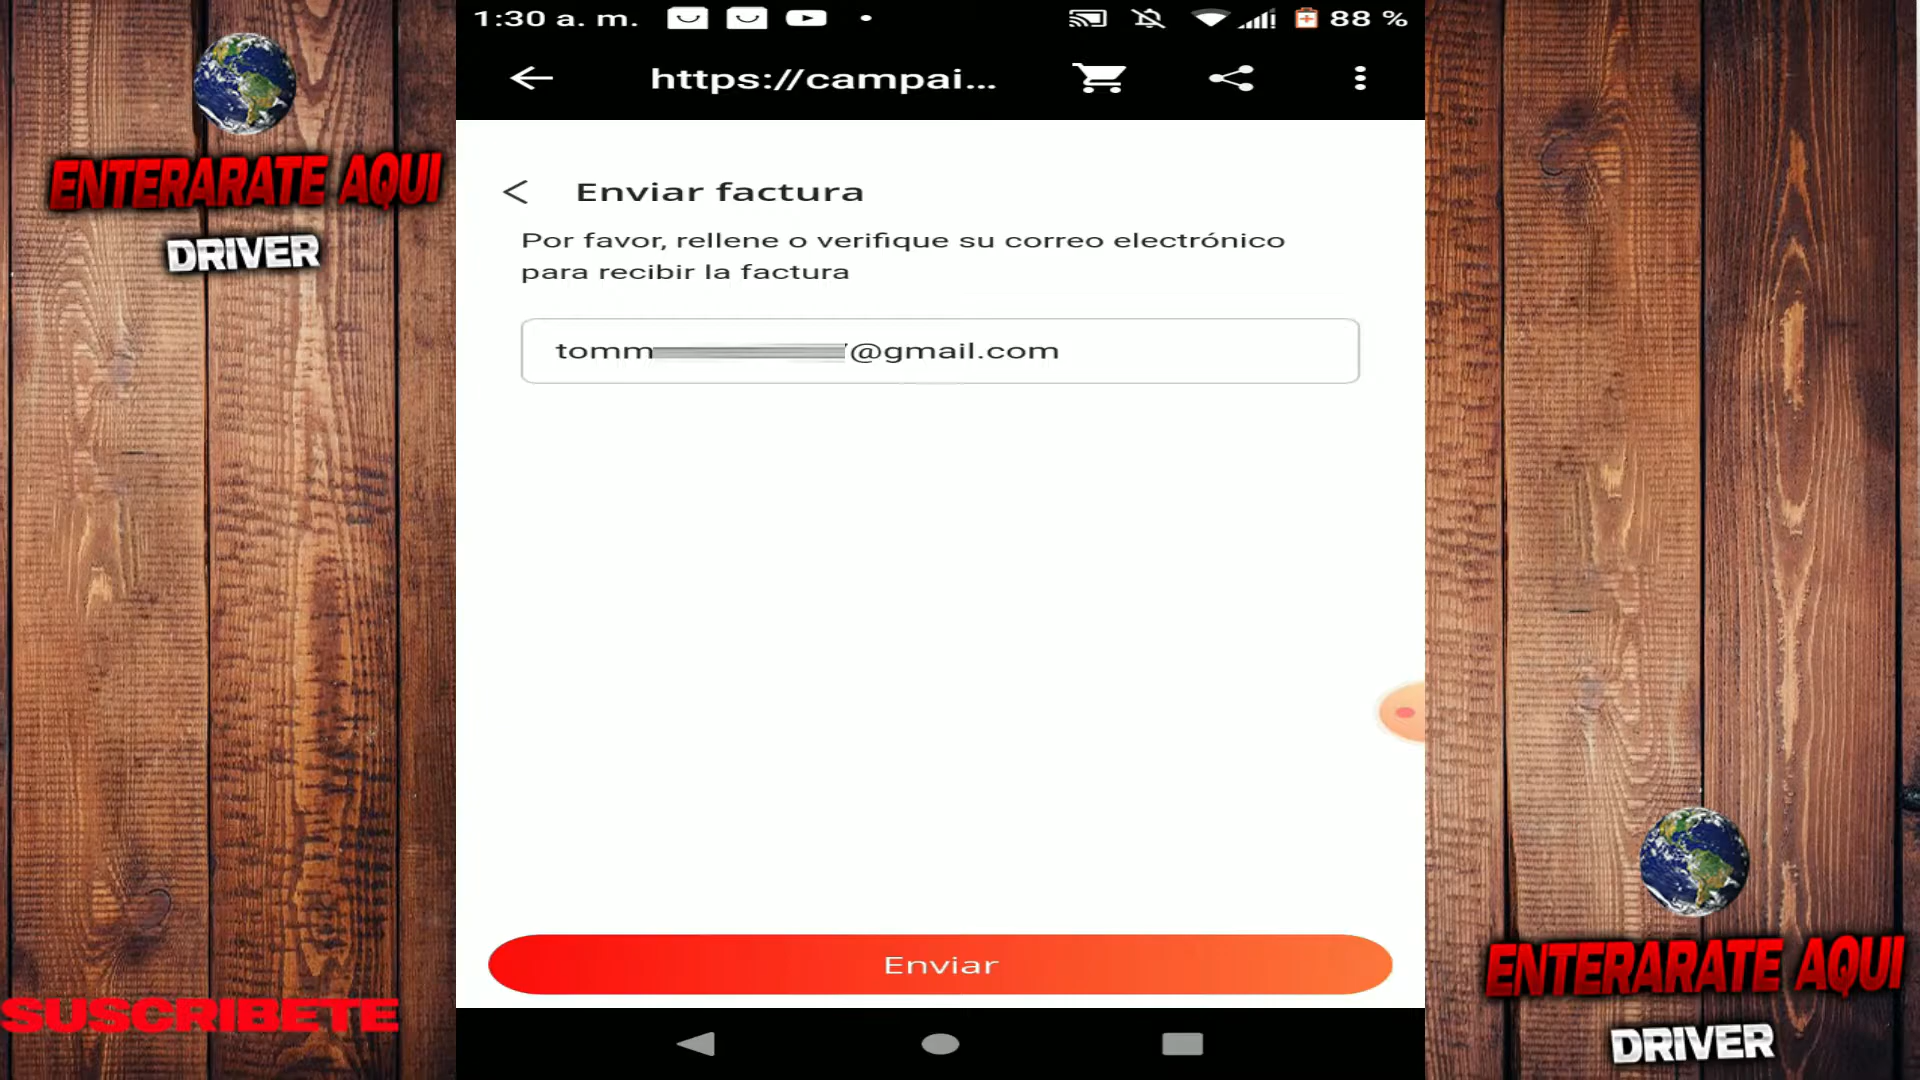 1:30 a. m.
88 %
https://campai...
Enviar factura
Por favor, rellene o verifique su correo electrónico
para recibir la factura
tomm
@gmail.com
Enviar
ENTERARATE AQUI
DRIVER
SUSCRIBETE
ENTERARATE AQUI
DRIVER